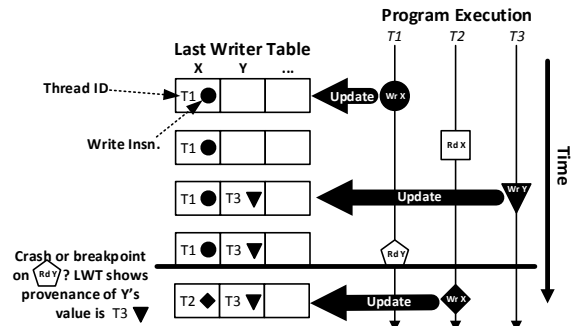 Program Execution
T1 T2 T3
Last Writer Table
X Y ...
Thread ID
T1
Update
Wr X
Write Insn.
T1
Rd X
Time
T1 T3
Update
Wr Y
T1 T3
Rd Y
Crash or breakpoint
on Rd Y ? LWT shows
provenance of Y's
value is T3
T2 T3
Update
Wr X